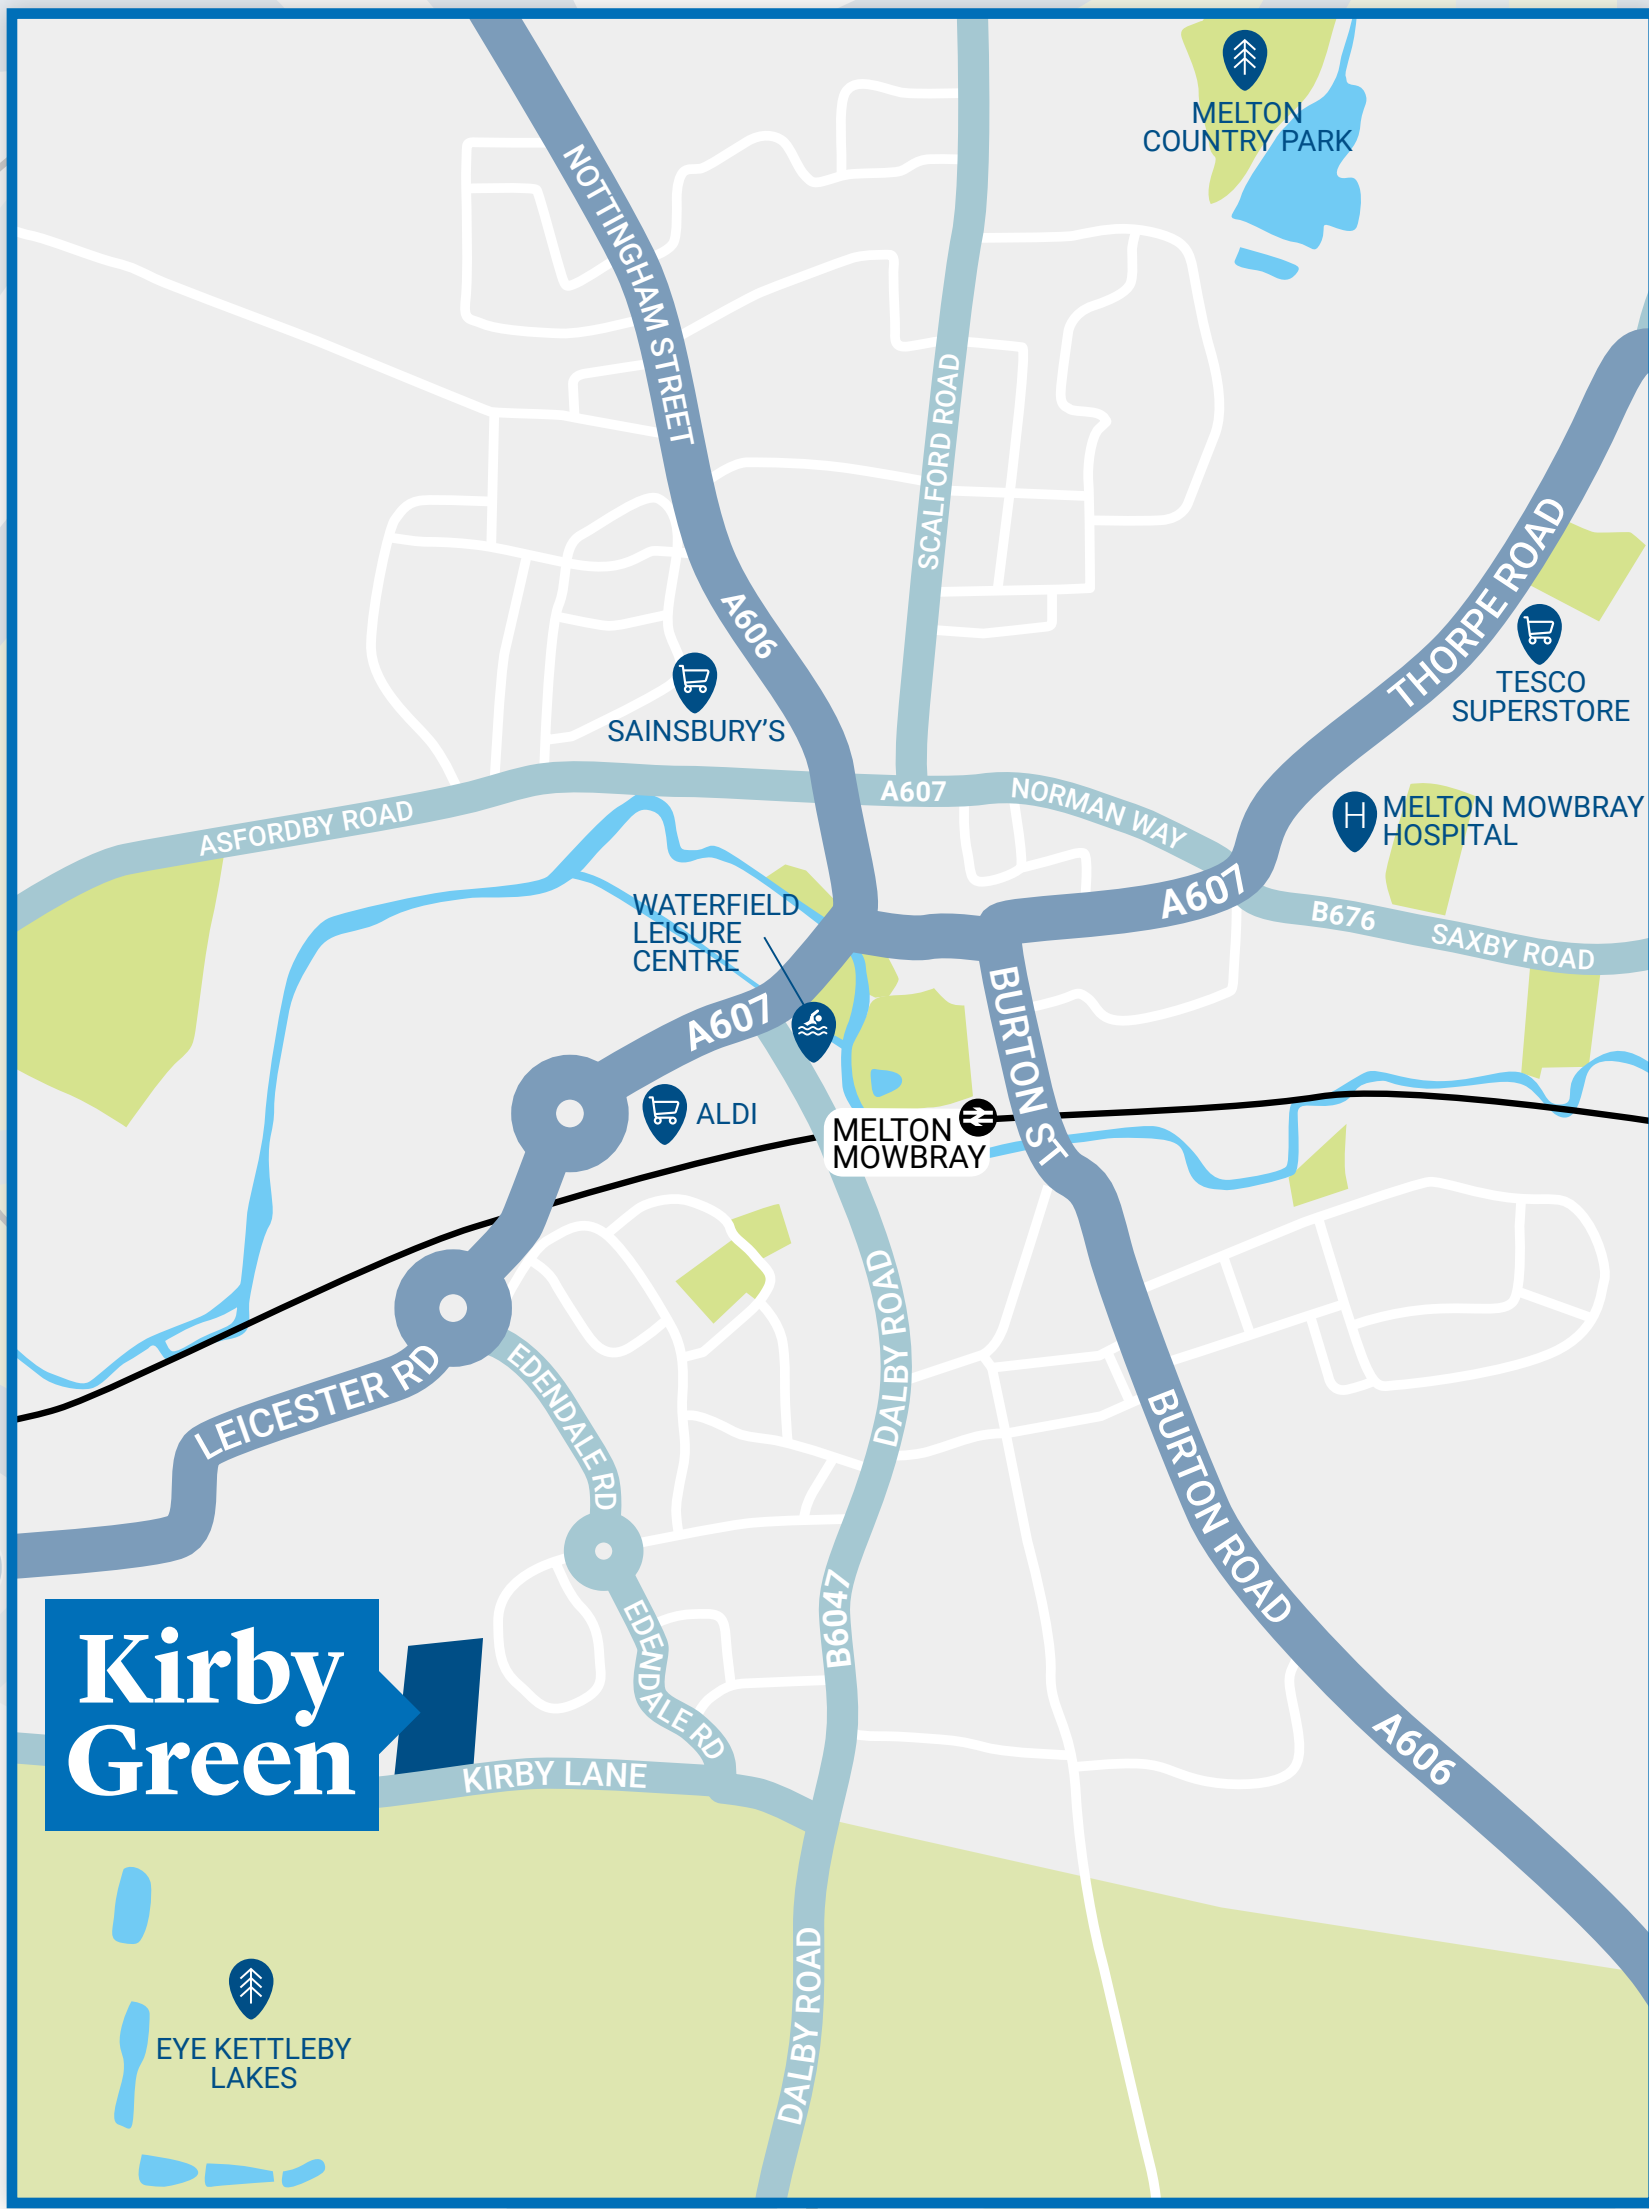 MELTON
COUNTRY PARK
NOTTINGHAM STREET
SCALFORD ROAD
THORPE ROAD
A606
TESCO
SUPERSTORE
SAINSBURY'S
A607
NORMAN WAY
ASFORDBY ROAD
MELTON MOWBRAY
HOSPITAL
H
A607
B676
SAXBY ROAD
WATERFIELD
LEISURE
CENTRE
A607
BURTON ST
ALDI
MELTON
MOWBRAY
DALBY ROAD
LEICESTER RD
EDENDALE RD
BURTON ROAD
B6047
EDENDALE RD
Kirby
Green
KIRBY LANE
A606
DALBY ROAD
EYE KETTLEBY
LAKES